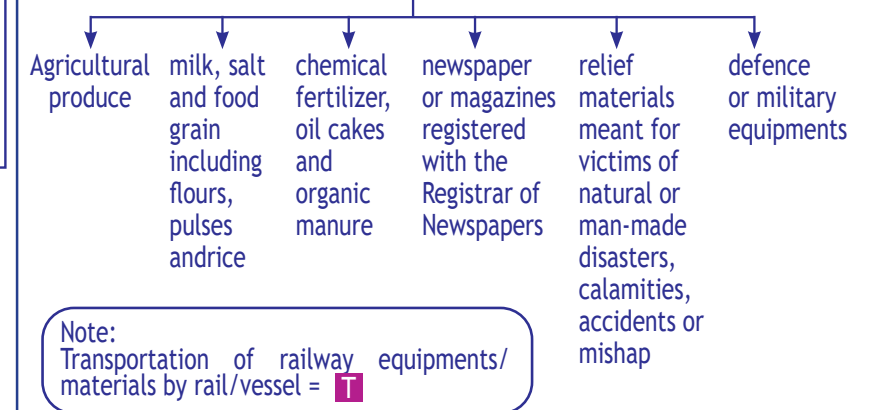 Agricultural
produce
milk, salt
and food
grain
including
flours,
pulses
andrice
chemical
fertilizer,
oil cakes
and
organic
manure
newspaper
or magazines
registered
with the
Registrar of
Newspapers
relief
materials
meant for
victims of
natural or
man-made
disasters,
calamities,
accidents or
mishap
defence
or military
equipments
Note:
Transportation of railway equipments/
materials by rail/vessel = T